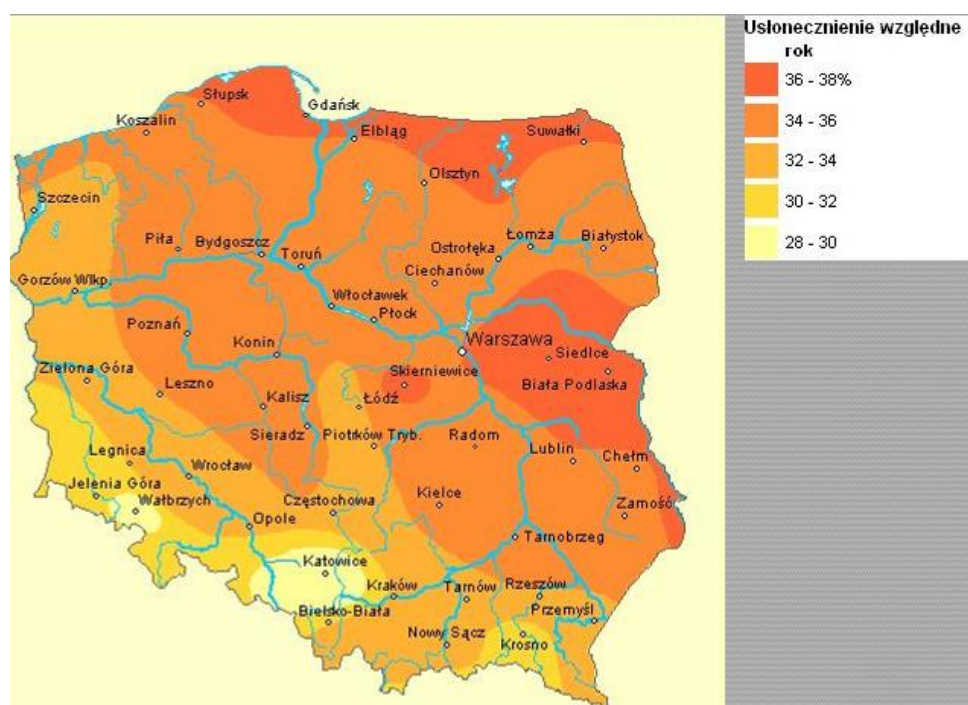 Usłonecznienie względne
rok
36 - 38%
34 - 36
32 - 34
30 - 32
28 - 30
Słupsk
Gdańsk
Koszalin
Elbląg
Suwałki
Olsztyn
Szczecin
Piła
Bydgoszcz
Toruń
Ostrołęka
Łomża
Białystok
Ciechanów
Gorzów Wlkp.
Włocławek
Płock
Poznań
Konin
Warszawa
Siedlce
Zielona Góra
Skierniewice
Biała Podlaska
Leszno
Kalisz
Łódź
Sieradz
Piotrków Tryb.
Radom
Lublin
Chełm
Legnica
Wrocław
Jelenia Góra
Wałbrzych
Częstochowa
Kielce
Zamość
Opole
Tarnobrzeg
Katowice
Kraków
Tarnów
Rzeszów
Przemyśl
Bielsko-Biała
Nowy Sącz
Krosno